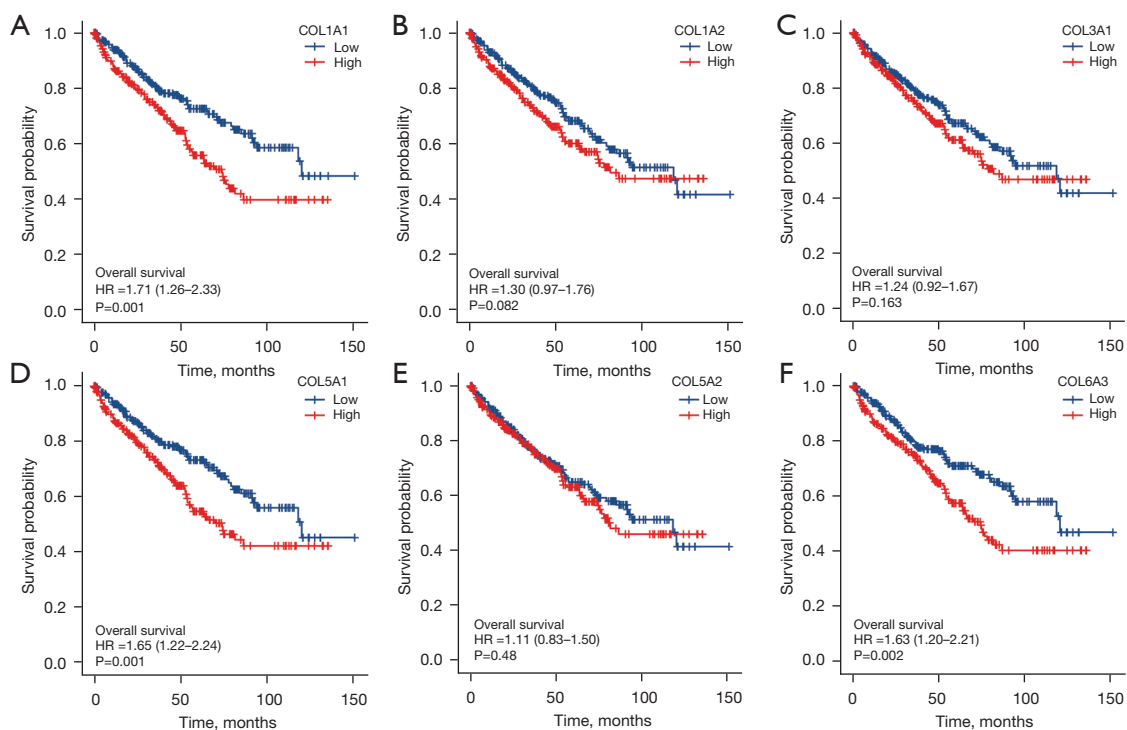 A
COL1A1
Low
High
Survival probability
1.0
0.8
0.6
0.4
0.2
0.0
Overall survival
HR =1.71 (1.26–2.33)
P=0.001
0 50 100 150
Time, months
B
COL1A2
Low
High
Survival probability
1.0
0.8
0.6
0.4
0.2
0.0
Overall survival
HR =1.30 (0.97–1.76)
P=0.082
0 50 100 150
Time, months
C
COL3A1
Low
High
Survival probability
1.0
0.8
0.6
0.4
0.2
0.0
Overall survival
HR =1.24 (0.92–1.67)
P=0.163
0 50 100 150
Time, months
D
COL5A1
Low
High
Survival probability
1.0
0.8
0.6
0.4
0.2
0.0
Overall survival
HR =1.65 (1.22–2.24)
P=0.001
0 50 100 150
Time, months
E
COL5A2
Low
High
Survival probability
1.0
0.8
0.6
0.4
0.2
0.0
Overall survival
HR =1.11 (0.83–1.50)
P=0.48
0 50 100 150
Time, months
F
COL6A3
Low
High
Survival probability
1.0
0.8
0.6
0.4
0.2
0.0
Overall survival
HR =1.63 (1.20–2.21)
P=0.002
0 50 100 150
Time, months